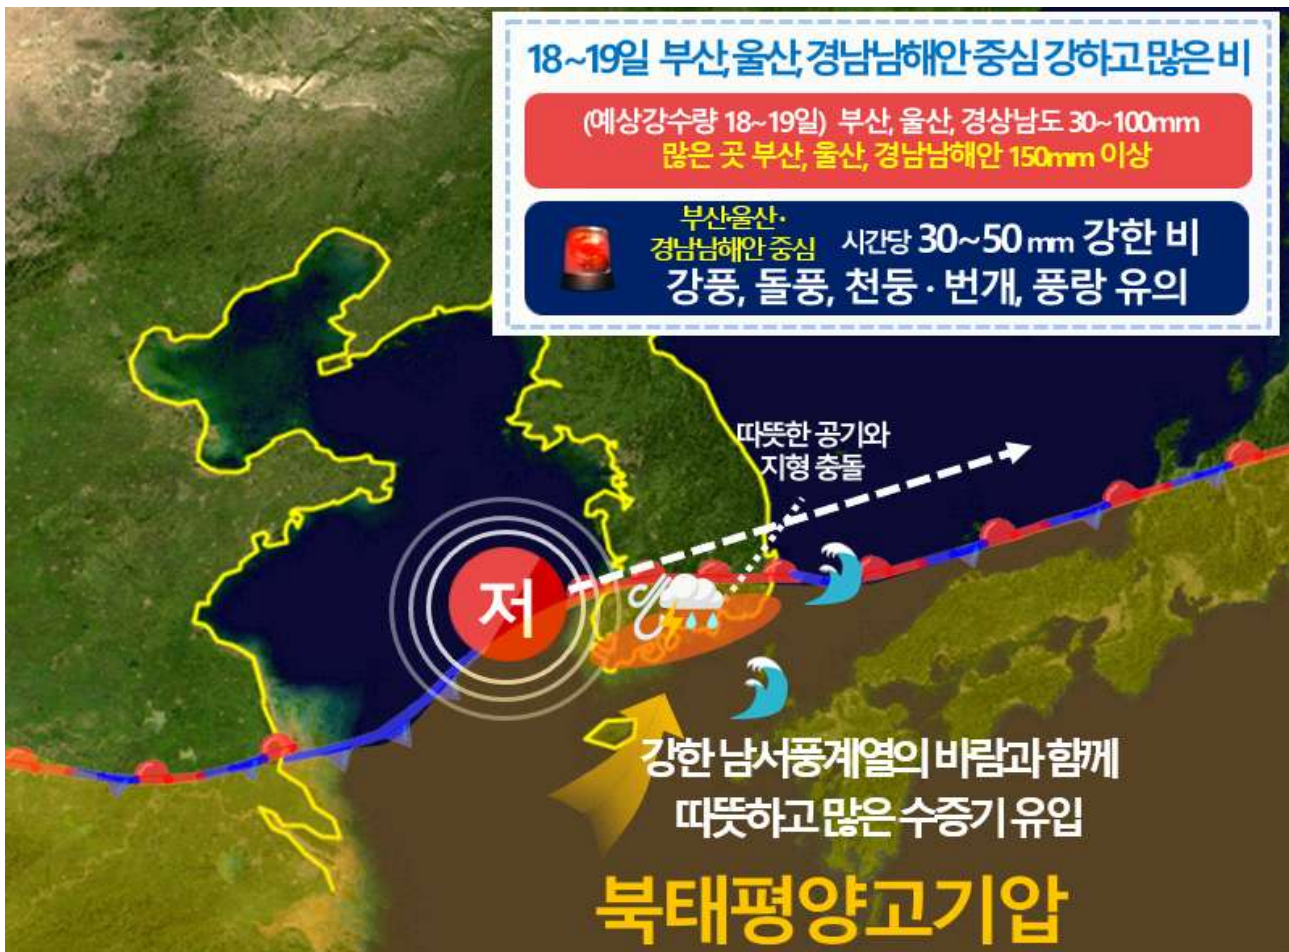 18~19일 부산, 울산, 경남남해안 중심 강하고 많은 비
(예상강수량 18~19일) 부산, 울산, 경상남도 30~100mm
많은 곳 부산, 울산, 경남남해안 150mm 이상
부산·울산·
경남남해안 중심 시간당 30~50 mm 강한 비
강풍, 돌풍, 천둥·번개, 풍랑 유의
따뜻한 공기와
지형 충돌
저
강한 남서풍계열의 바람과 함께
따뜻하고 많은 수증기 유입
북태평양고기압